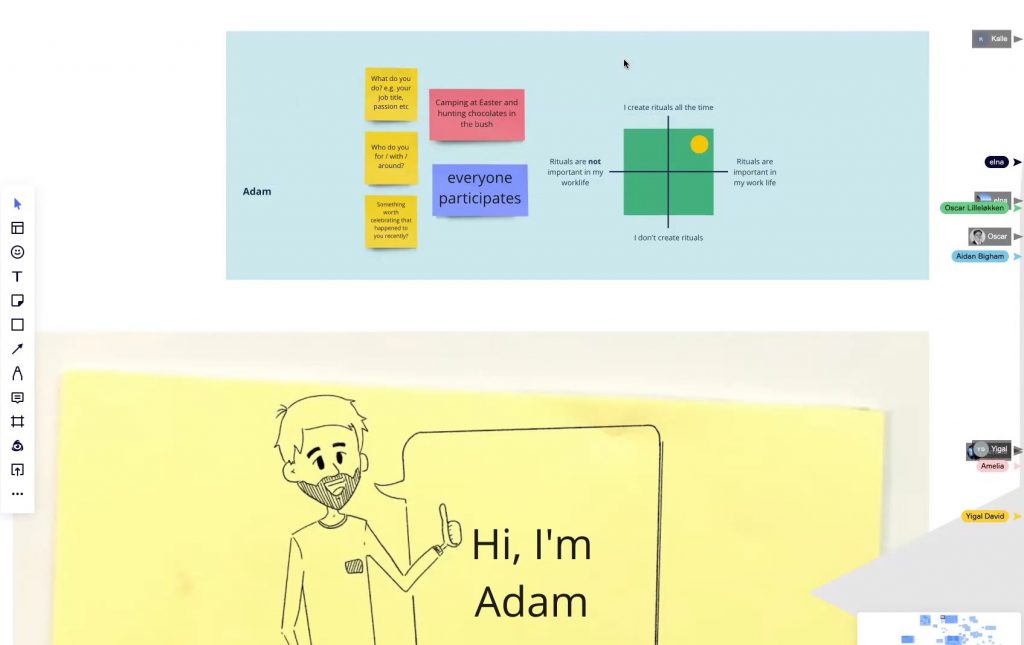 Adam
What do you
do? e.g. your
job title,
passion etc
Who do you
for / with /
around?
Something
worth
celebrating that
happened to
you recently?
Camping at Easter and
hunting chocolates in
the bush
everyone
participates
I create rituals all the time
Rituals are not
important in my
worklife
Rituals are
important in
my work life
I don't create rituals
Kalle
elna
elna
Oscar Lilleløkken
Oscar
Aidan Bigham
Yigal
Amelia
Yigal David
T
Hi, I'm
Adam